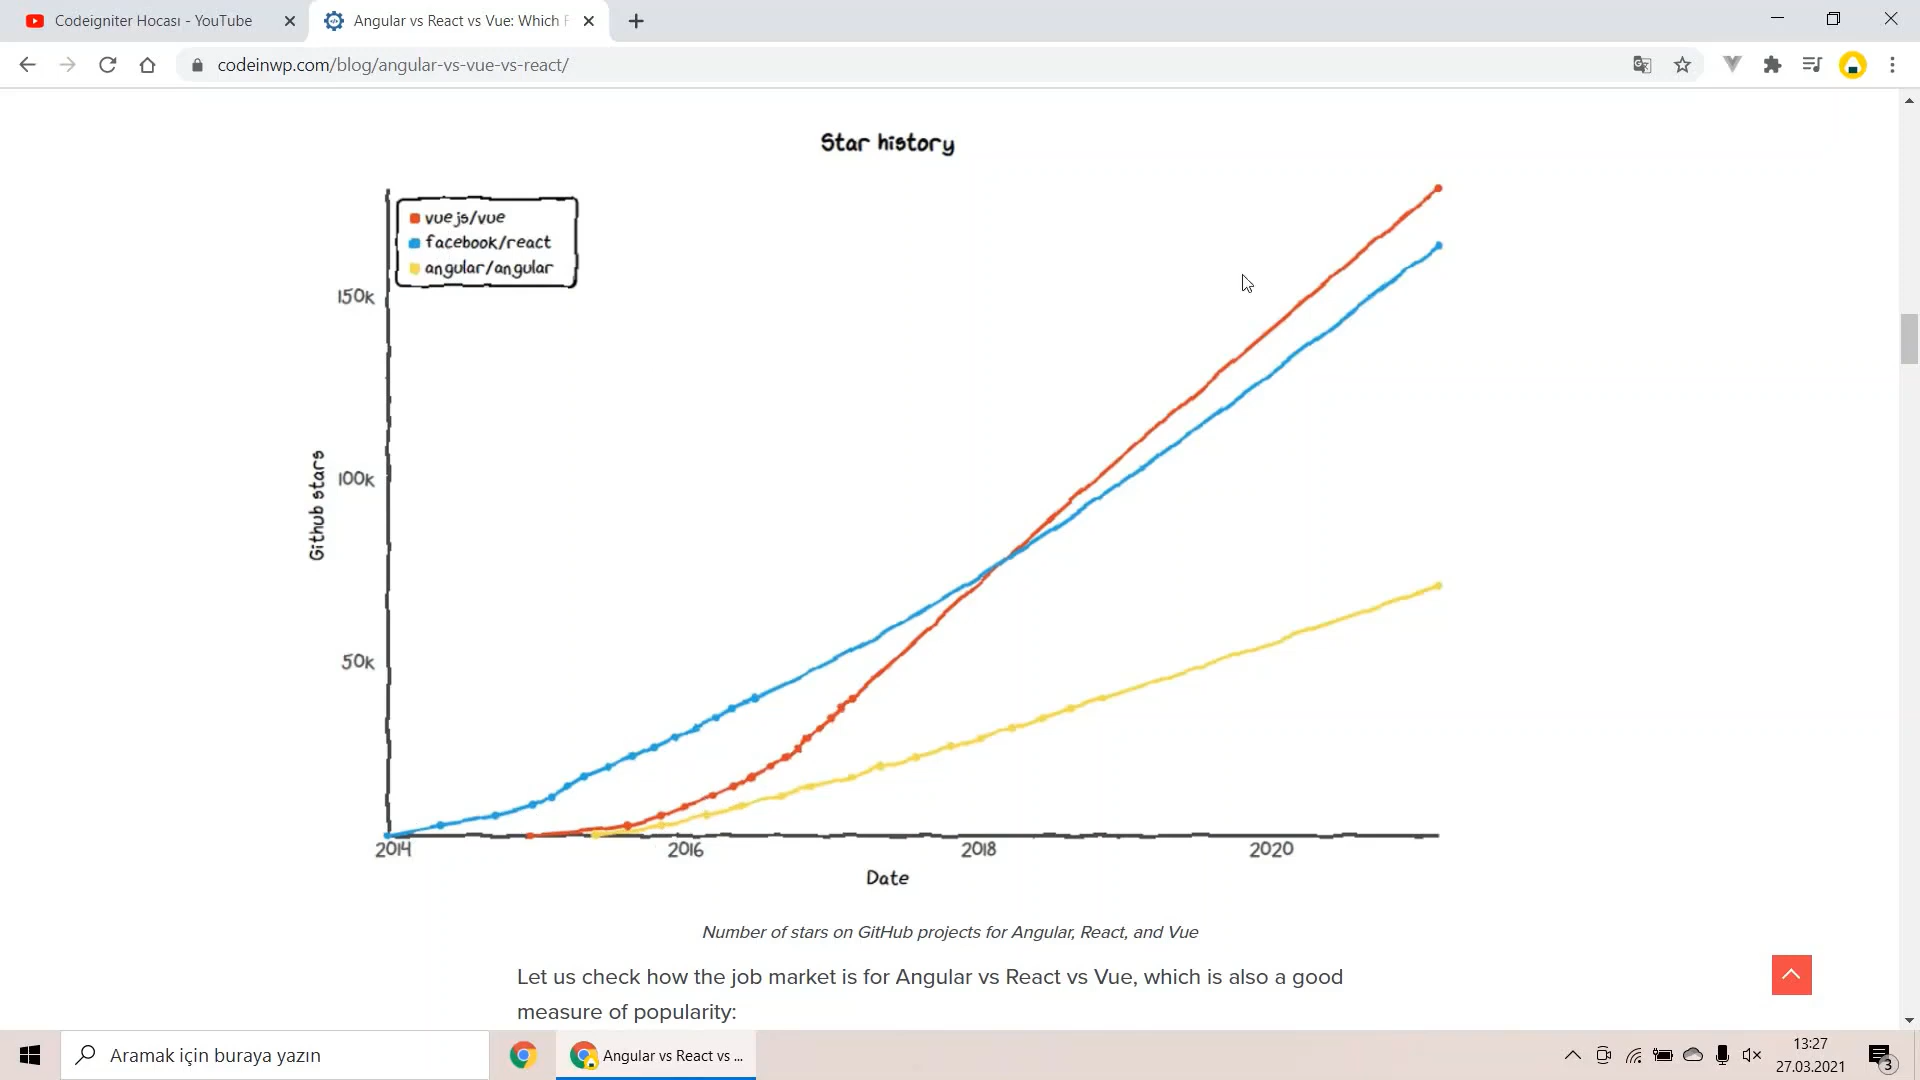 Codeigniter Hocası - YouTube
Angular vs React vs Vue: Which F
codeinwp.com/blog/angular-vs-vue-vs-react/
Star history
vuejs/vue
facebook/react
angular/angular
150k
100k
50k
Github stars
2014
2016
2018
2020
Date
Number of stars on GitHub projects for Angular, React, and Vue
Let us check how the job market is for Angular vs React vs Vue, which is also a good
measure of popularity:
Aramak için buraya yazın
Angular vs React vs ...
13:27
27.03.2021
3